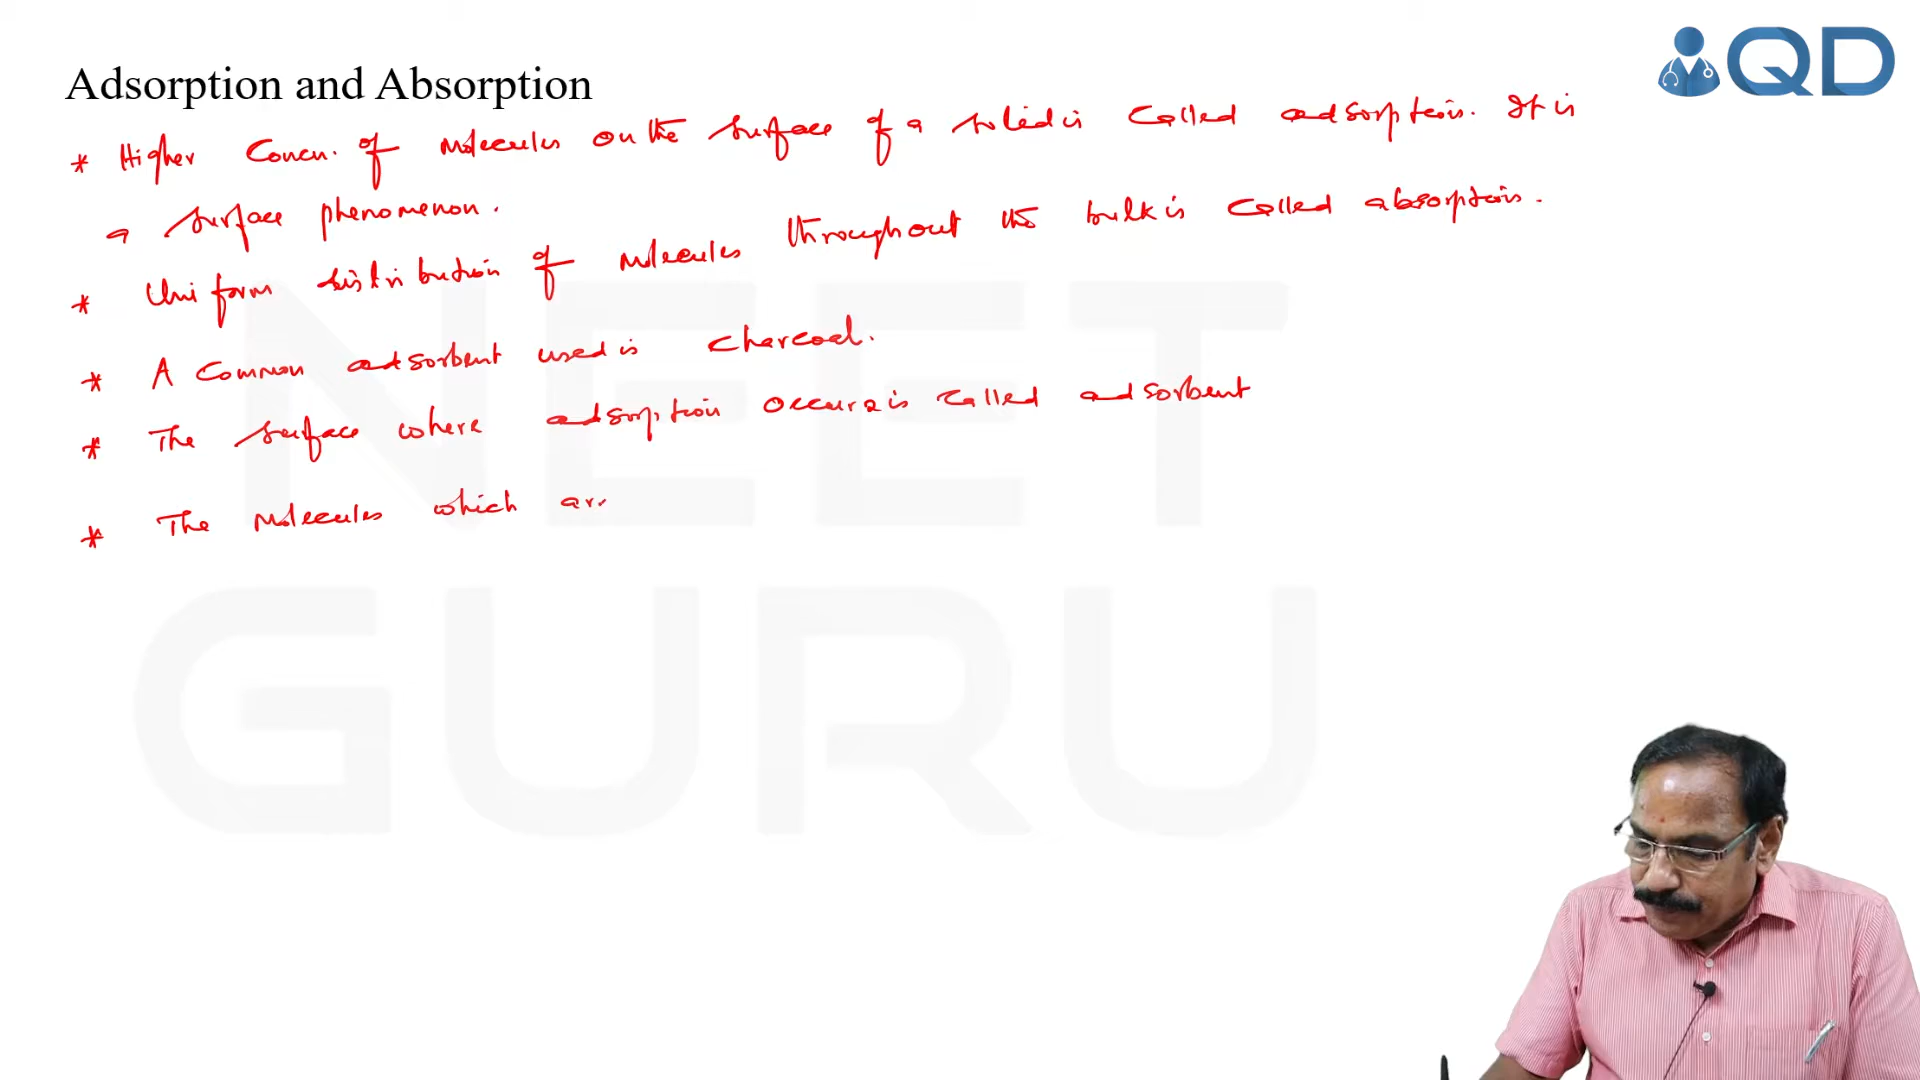 QD
Adsorption and Absorption
* Higher Concn. of molecules on the surface of a solid is called adsorption. It is
a surface phenomenon.
* Uniform distribution of molecules throughout the bulk is called absorption.
* A common adsorbent used is charcoal.
* The surface where adsorption occurs is called adsorbent
* The molecules which are
NEET
GURU